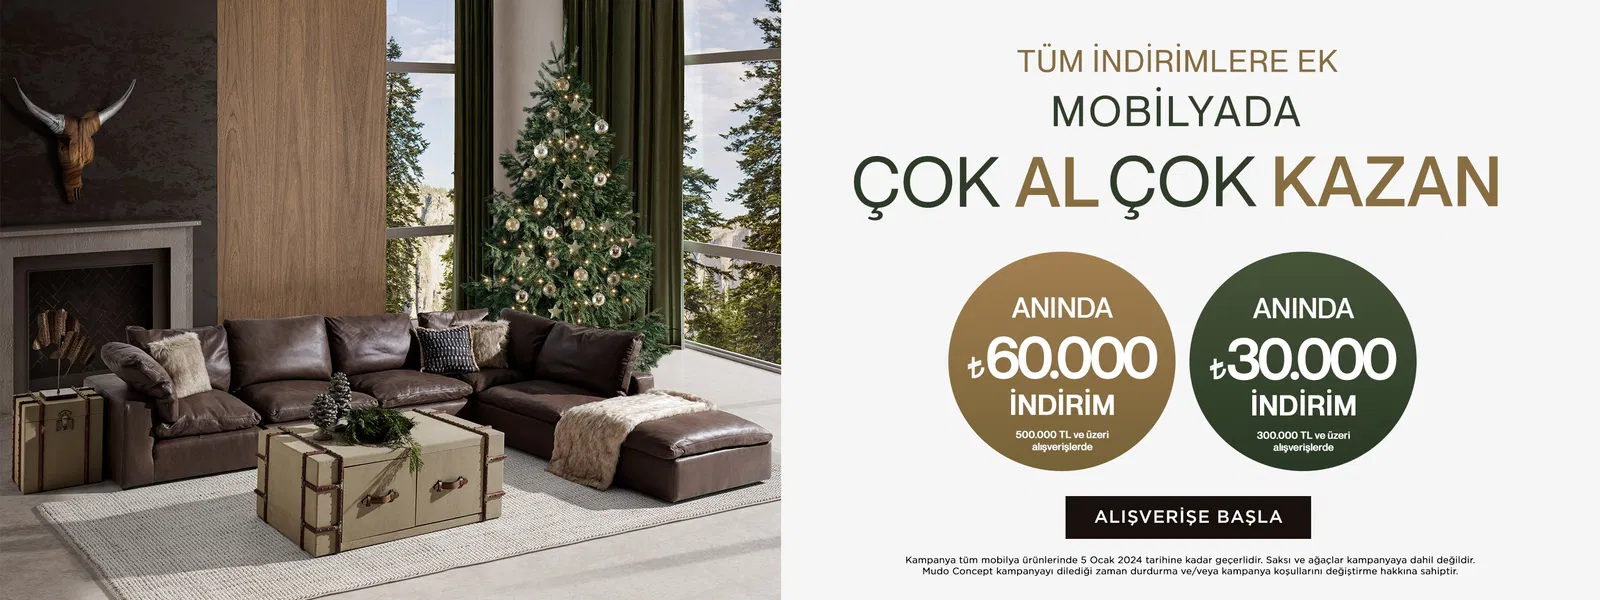 TÜM İNDİRİMLERE EK
MOBİLYADA
ÇOK AL ÇOK KAZAN
ANINDA
₺60.000
İNDİRİM
500.000 TL ve üzeri
alışverişlerde
ANINDA
₺30.000
İNDİRİM
300.000 TL ve üzeri
alışverişlerde
ALIŞVERİŞE BAŞLA
Kampanya tüm mobilya ürünlerinde 5 Ocak 2024 tarihine kadar geçerlidir. Saksı ve ağaçlar kampanyaya dahil değildir.
Mudo Concept kampanyayı dilediği zaman durdurma ve/veya kampanya koşullarını değiştirme hakkına sahiptir.